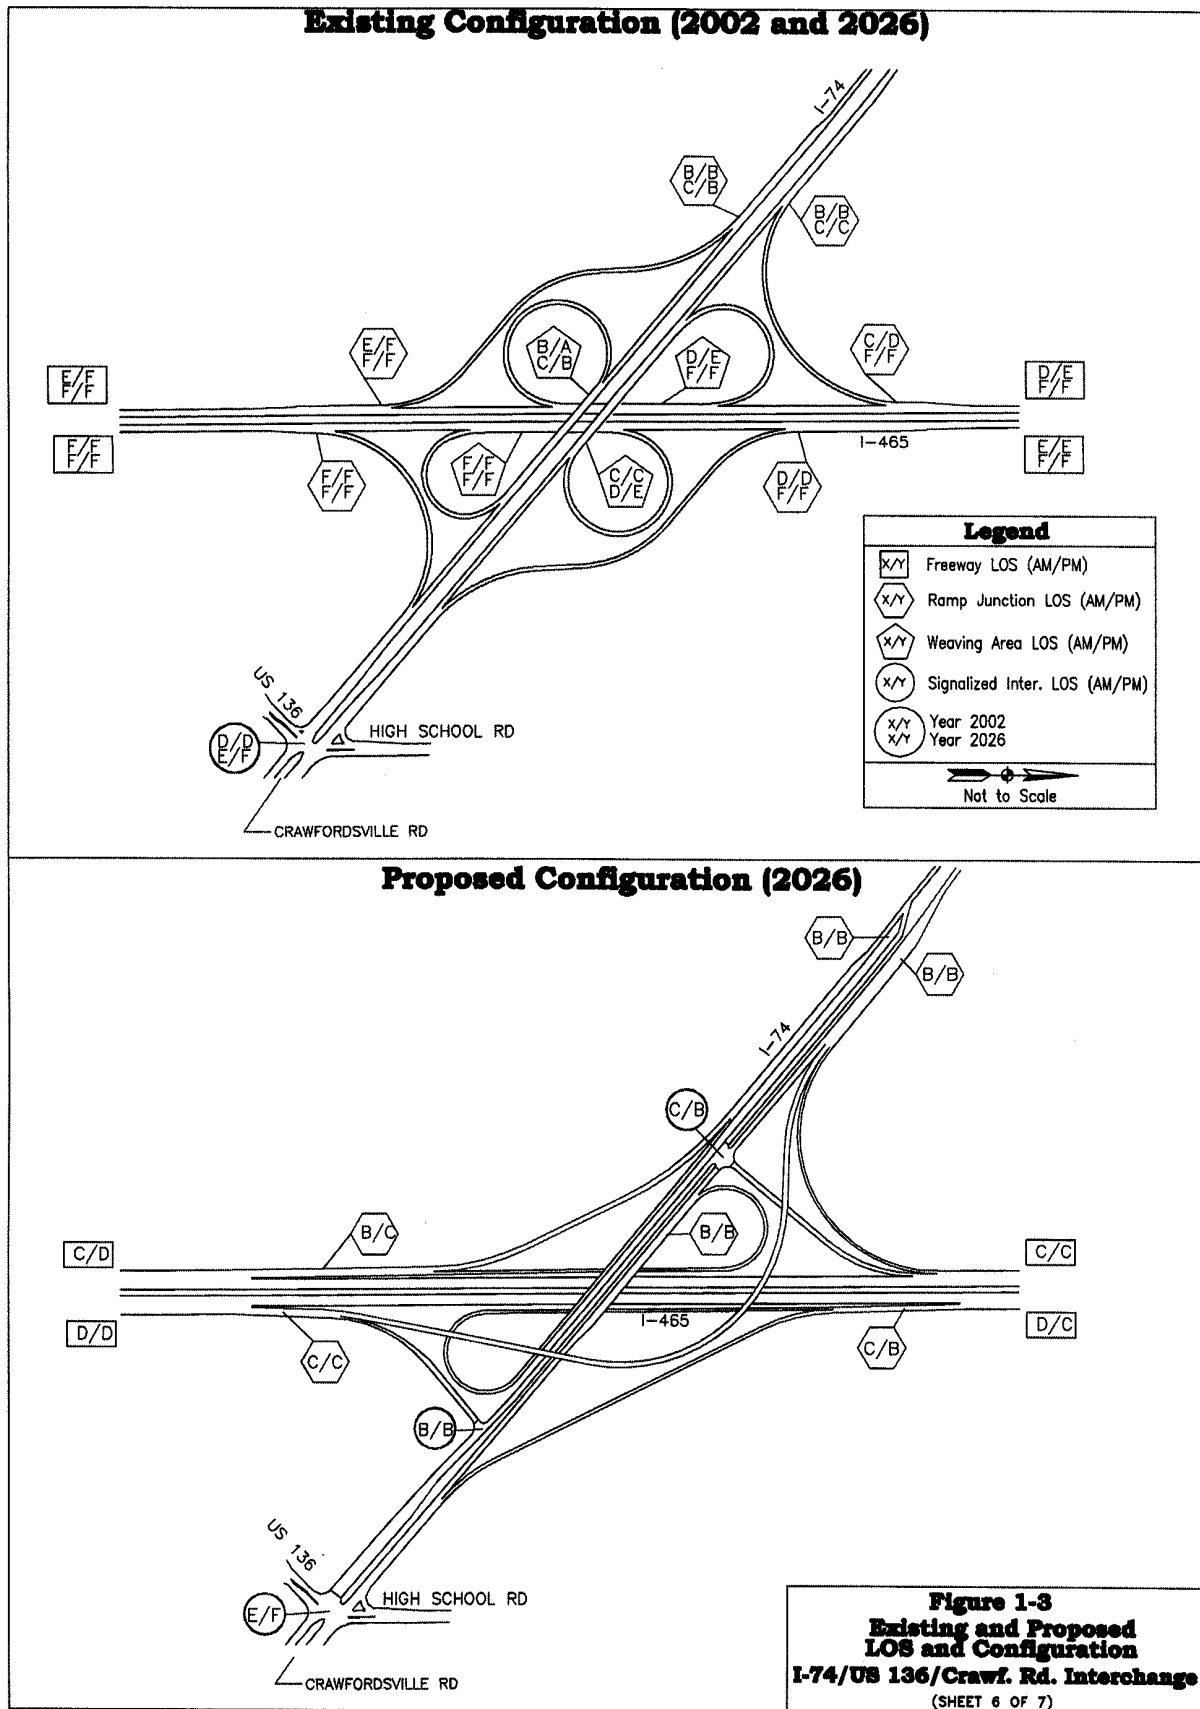 Existing Configuration (2002 and 2026)
I-74
B/B
C/B
B/B
C/C
E/F
F/F
B/A
C/B
D/E
F/F
C/D
F/F
E/F
F/F
D/E
F/F
F/F
F/F
I-465
E/E
F/F
F/F
F/F
F/F
F/F
C/C
D/E
D/D
F/F
Legend
X/Y Freeway LOS (AM/PM)
X/Y Ramp Junction LOS (AM/PM)
X/Y Weaving Area LOS (AM/PM)
X/Y Signalized Inter. LOS (AM/PM)
X/Y Year 2002
X/Y Year 2026
Not to Scale
US 136
D/D
E/F
HIGH SCHOOL RD
CRAWFORDSVILLE RD
Proposed Configuration (2026)
B/B
B/B
I-74
C/B
B/C
B/B
C/D
C/C
I-465
D/D
D/C
C/C
C/B
B/B
US 136
E/F
HIGH SCHOOL RD
CRAWFORDSVILLE RD
Figure 1-3
Existing and Proposed
LOS and Configuration
I-74/US 136/Crawf. Rd. Interchange
(SHEET 6 OF 7)